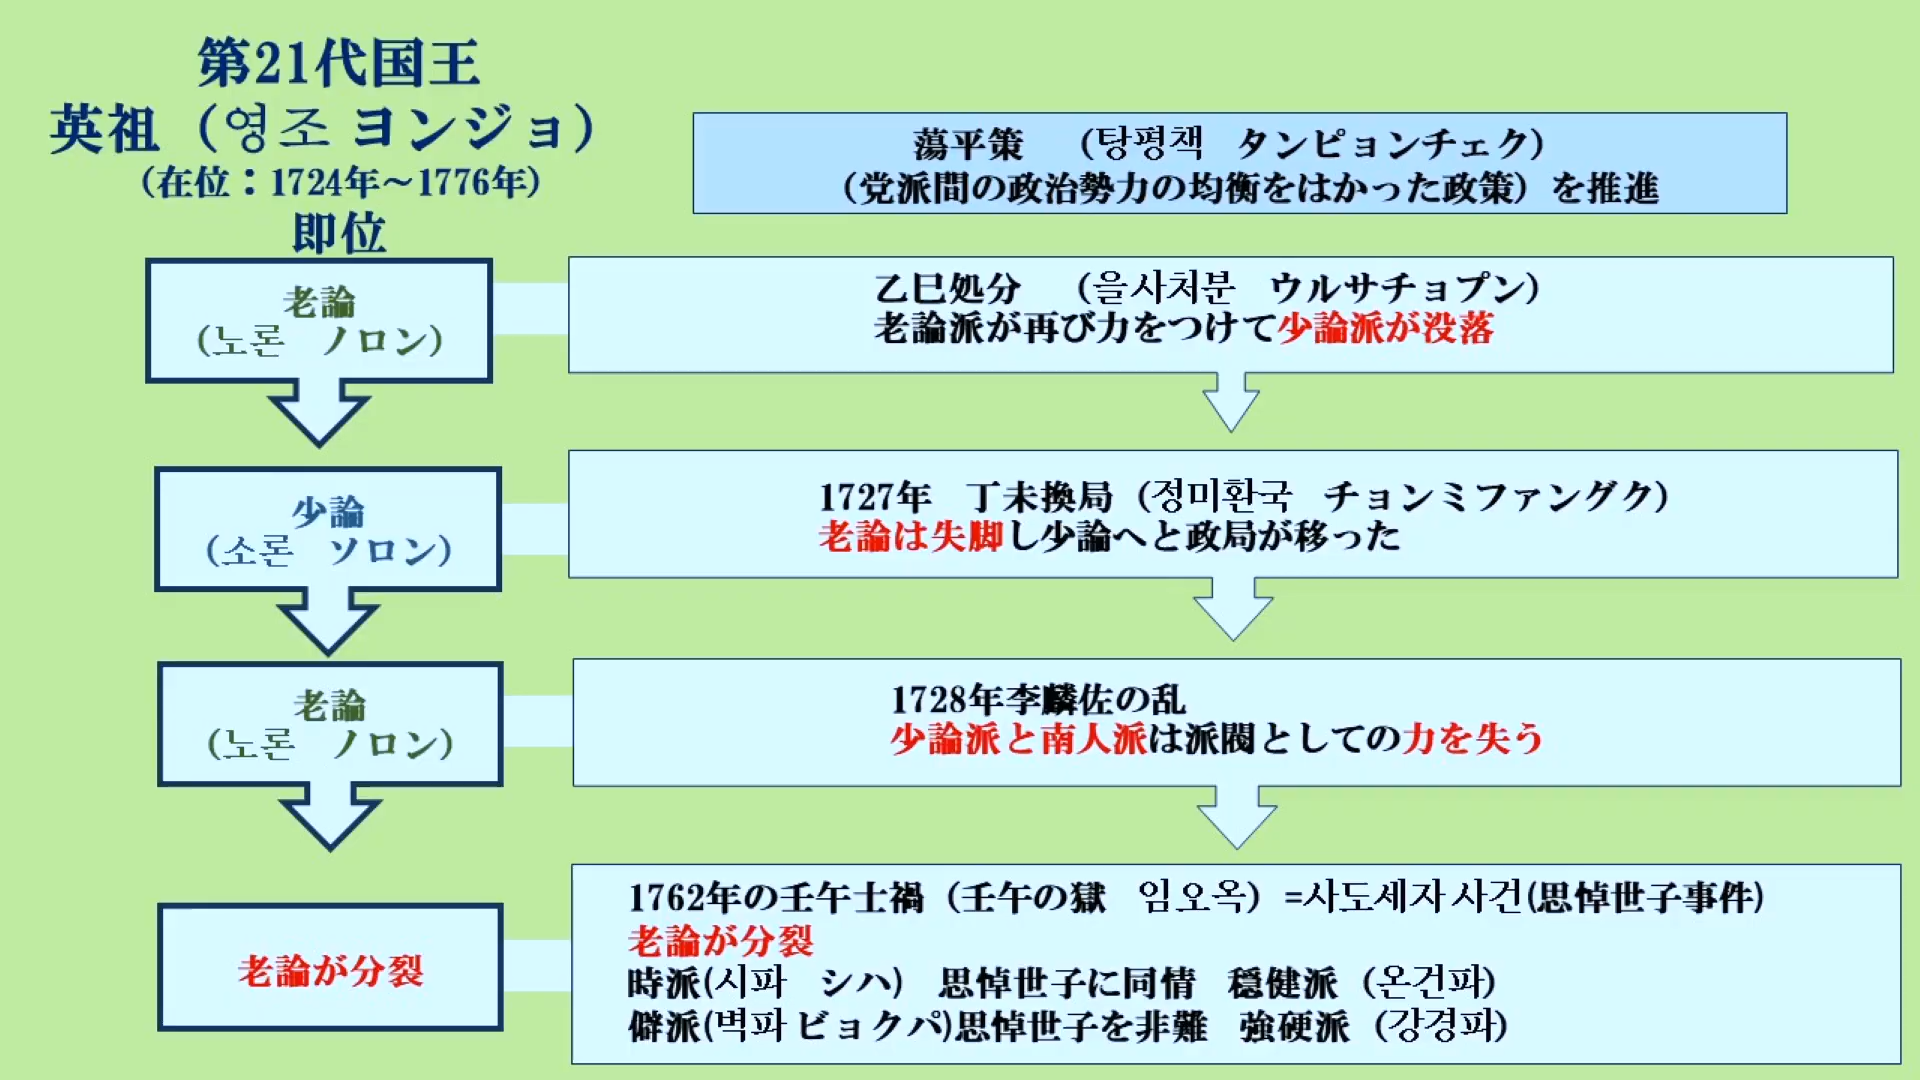 第21代国王
英祖（영조 ヨンジョ）
（在位：1724年～1776年）
即位
蕩平策　（탕평책　タンピョンチェク）
（党派間の政治勢力の均衡をはかった政策）を推進
老論
（노론　ノロン）
乙巳処分　（을사처분　ウルサチョプン）
老論派が再び力をつけて少論派が没落
少論
（소론　ソロン）
1727年　丁未換局（정미환국　チョンミファングク）
老論は失脚し少論へと政局が移った
老論
（노론　ノロン）
1728年李麟佐の乱
少論派と南人派は派閥としての力を失う
老論が分裂
1762年の壬午士禍（壬午の獄　임오옥）=사도세자 사건(思悼世子事件)
老論が分裂
時派(시파　シハ）　思悼世子に同情　穏健派（온건파）
僻派(벽파 ビョクパ)思悼世子を非難　強硬派（강경파）